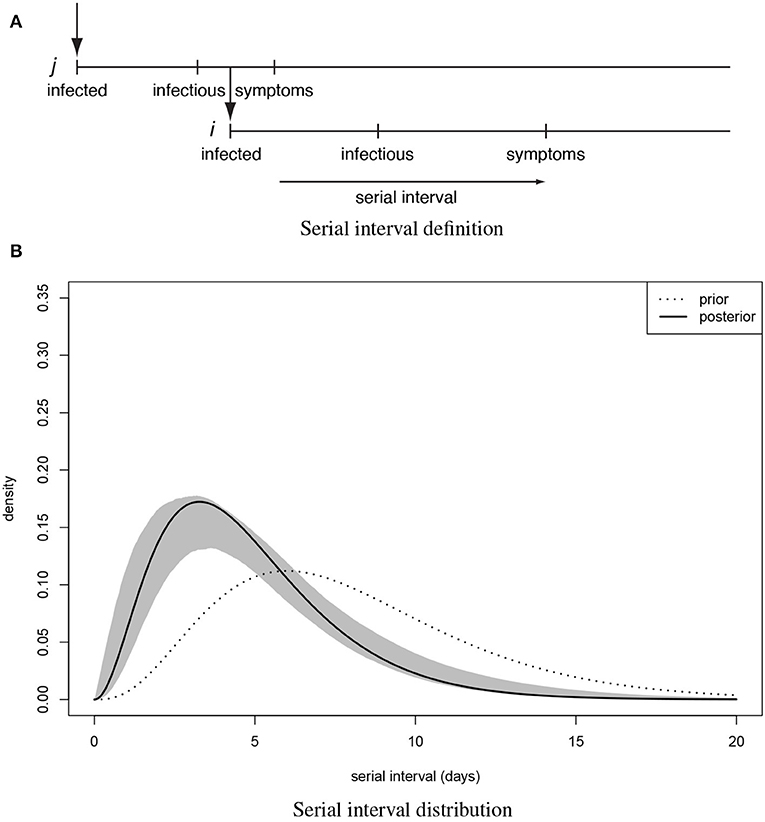 A
j
infected infectious symptoms
i
infected infectious symptoms
serial interval
Serial interval definition
B
prior
posterior
density
0.35
0.30
0.25
0.20
0.15
0.10
0.05
0.00
0 5 10 15 20
serial interval (days)
Serial interval distribution